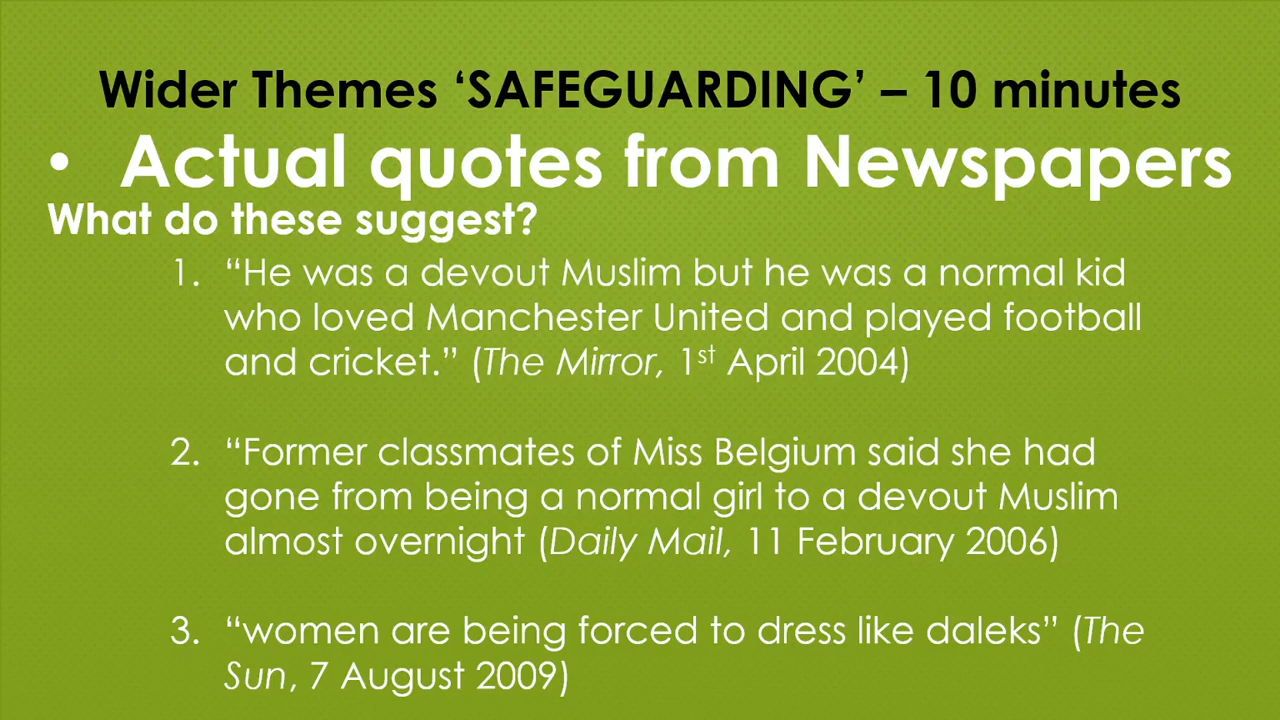 Wider Themes ‘SAFEGUARDING’ – 10 minutes
• Actual quotes from Newspapers
What do these suggest?
1. “He was a devout Muslim but he was a normal kid
who loved Manchester United and played football
and cricket.” (The Mirror, 1st April 2004)
2. “Former classmates of Miss Belgium said she had
gone from being a normal girl to a devout Muslim
almost overnight (Daily Mail, 11 February 2006)
3. “women are being forced to dress like daleks” (The
Sun, 7 August 2009)